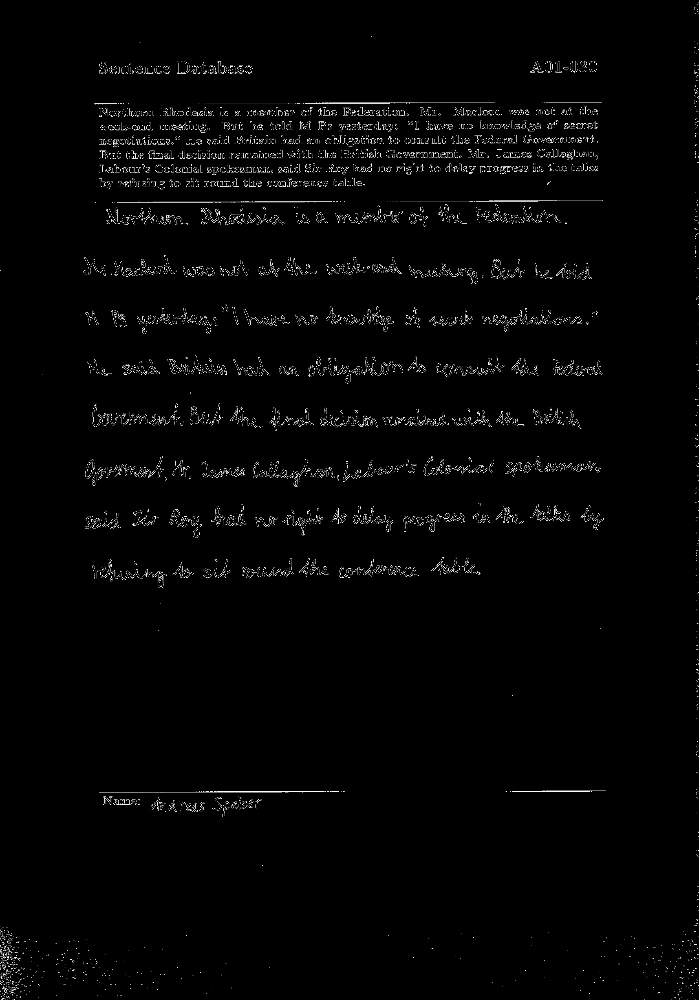 Sentence Database A01-030
Northern Rhodesia is a member of the Federation. Mr. Macleod was not at the
week-end meeting. But he told M Ps yesterday: "I have no knowledge of secret
negotiations." He said Britain had an obligation to consult the Federal Government.
But the final decision remained with the British Government. Mr. James Callaghan,
Labour's Colonial spokesman, said Sir Roy had no right to delay progress in the talks
by refusing to sit round the conference table.
Northern Rhodesia is a member of the Federation.
Mr. Macleod was not at the week-end meeting. But he told
M Ps yesterday: "I have no knowledge of secret negotiations."
He said Britain had an obligation to consult the Federal
Goverment. But the final decision remained with the British
Goverment. Mr. James Callaghan, Labour's Colonial spokesman,
said Sir Roy had no right to delay progress in the talks by
refusing to sit round the conference table.
Name: Andreas Speiser